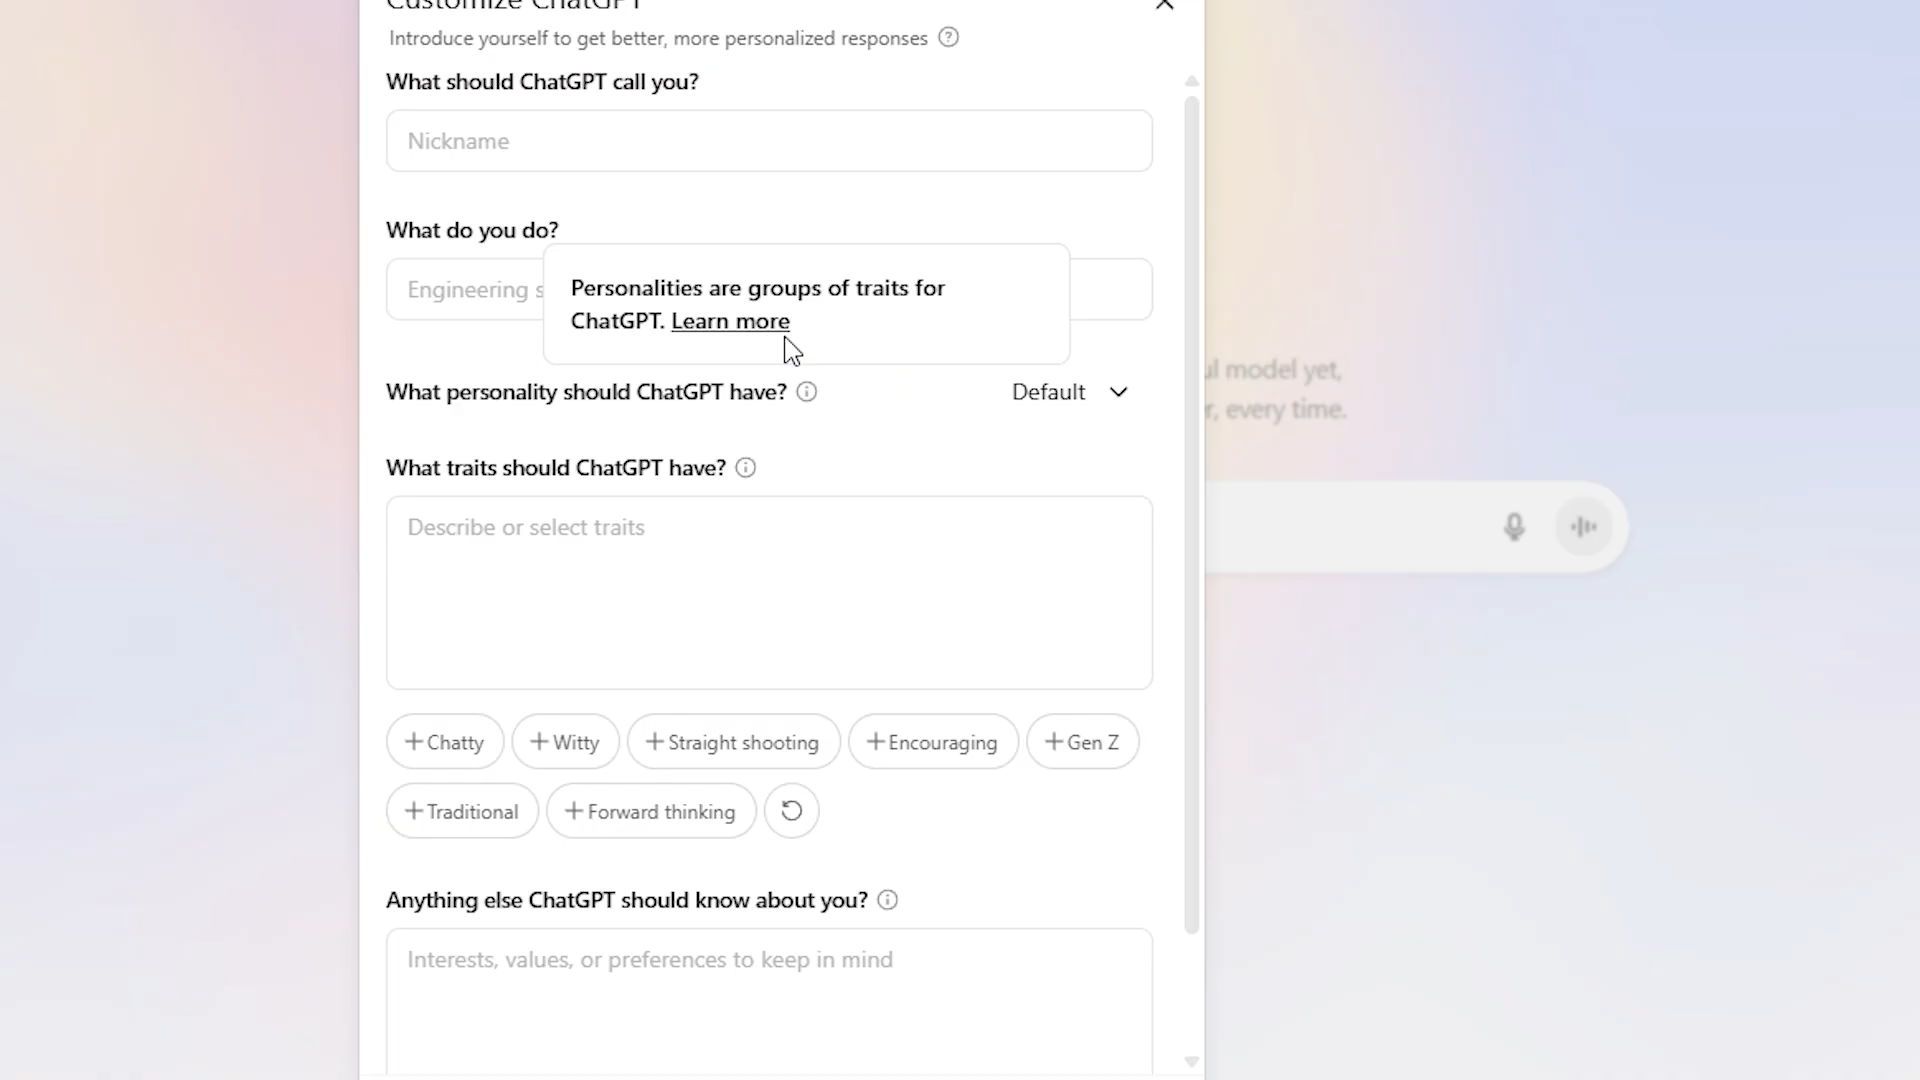 Customize ChatGPT
Introduce yourself to get better, more personalized responses
What should ChatGPT call you?
Nickname
What do you do?
Engineering
Personalities are groups of traits for
ChatGPT. Learn more
What personality should ChatGPT have?
Default
model yet,
every time.
What traits should ChatGPT have?
Describe or select traits
Chatty
Witty
Straight shooting
Encouraging
Gen Z
Traditional
Forward thinking
Anything else ChatGPT should know about you?
Interests, values, or preferences to keep in mind